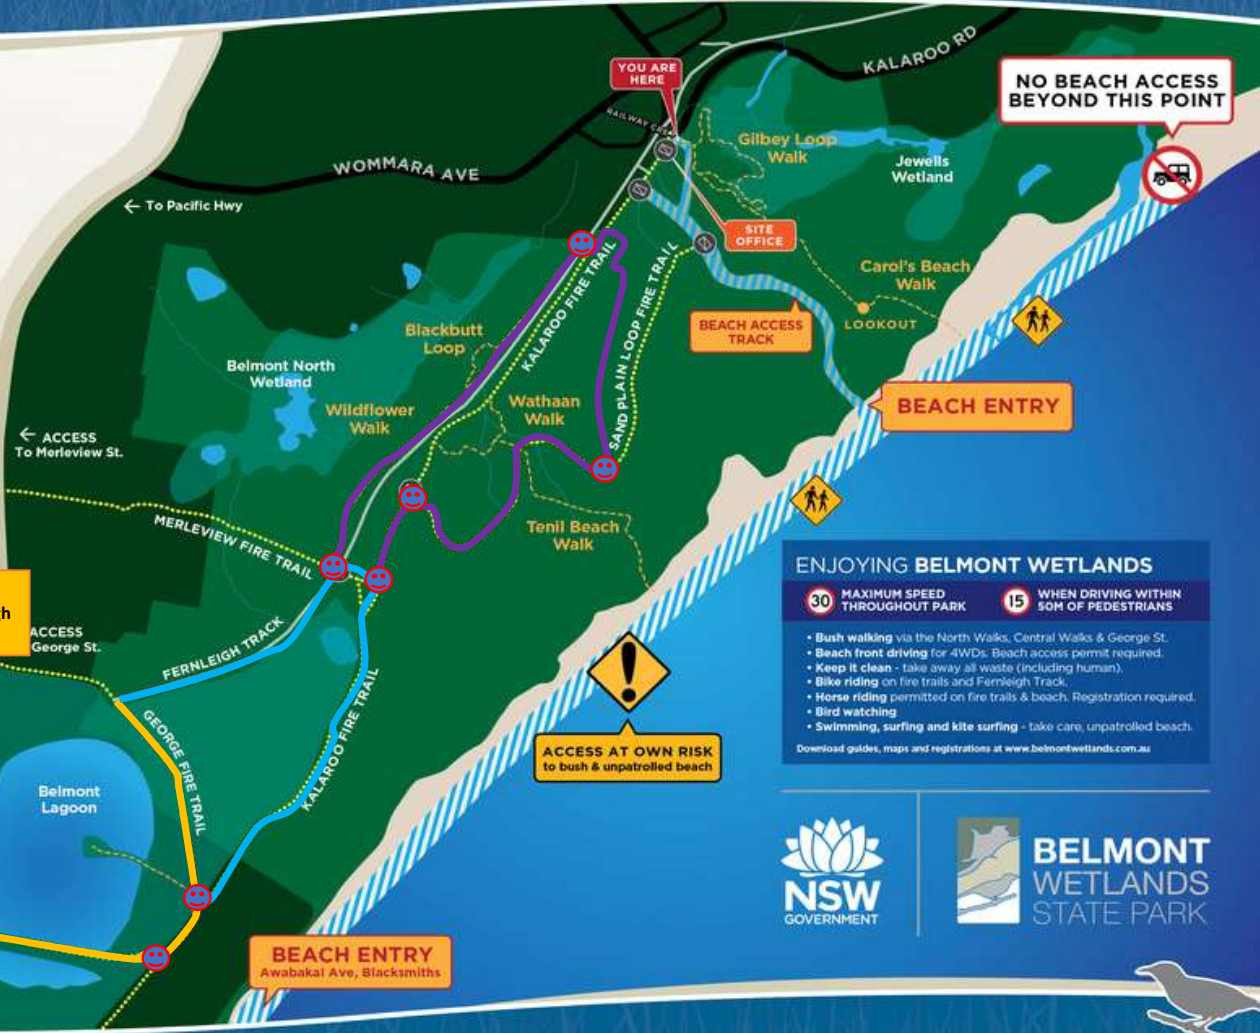 KALAROO RD
YOU ARE
HERE
NO BEACH ACCESS
BEYOND THIS POINT
WOMMARA AVE
Gilbey Loop
Walk
Jewells
Wetland
← To Pacific Hwy
SITE
OFFICE
KALAROO FIRE TRAIL
SAND PLAIN LOOP FIRE TRAIL
Carol's Beach
Walk
LOOKOUT
BEACH ACCESS
TRACK
Blackbutt
Loop
Belmont North
Wetland
Wildflower
Walk
Wathaan
Walk
BEACH ENTRY
← ACCESS
To Merleview St.
MERLEVIEW FIRE TRAIL
Tenil Beach
Walk
ENJOYING BELMONT WETLANDS
30 MAXIMUM SPEED
THROUGHOUT PARK
15 WHEN DRIVING WITHIN
50M OF PEDESTRIANS
• Bush walking via the North Walks, Central Walks & George St.
• Beach front driving for 4WDs. Beach access permit required.
• Keep it clean - take away all waste (including human).
• Bike riding on fire trails and Fernleigh Track.
• Horse riding permitted on fire trails & beach. Registration required.
• Bird watching
• Swimming, surfing and kite surfing - take care, unpatrolled beach.
Download guides, maps and registrations at www.belmontwetlands.com.au
ACCESS
George St.
FERNLEIGH TRACK
GEORGE FIRE TRAIL
KALAROO FIRE TRAIL
!
ACCESS AT OWN RISK
to bush & unpatrolled beach
Belmont
Lagoon
BEACH ENTRY
Awabakal Ave, Blacksmiths
NSW
GOVERNMENT
BELMONT
WETLANDS
STATE PARK